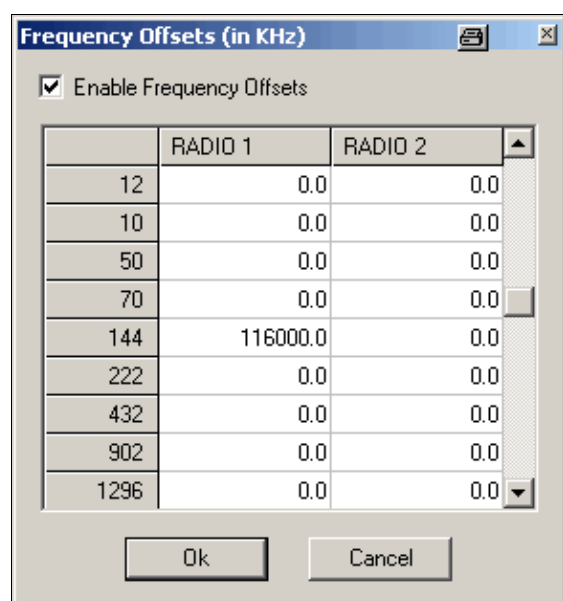 Frequency Offsets (in KHz)
Enable Frequency Offsets
RADIO 1 RADIO 2
12 0.0 0.0
10 0.0 0.0
50 0.0 0.0
70 0.0 0.0
144 116000.0 0.0
222 0.0 0.0
432 0.0 0.0
902 0.0 0.0
1296 0.0 0.0
Ok Cancel